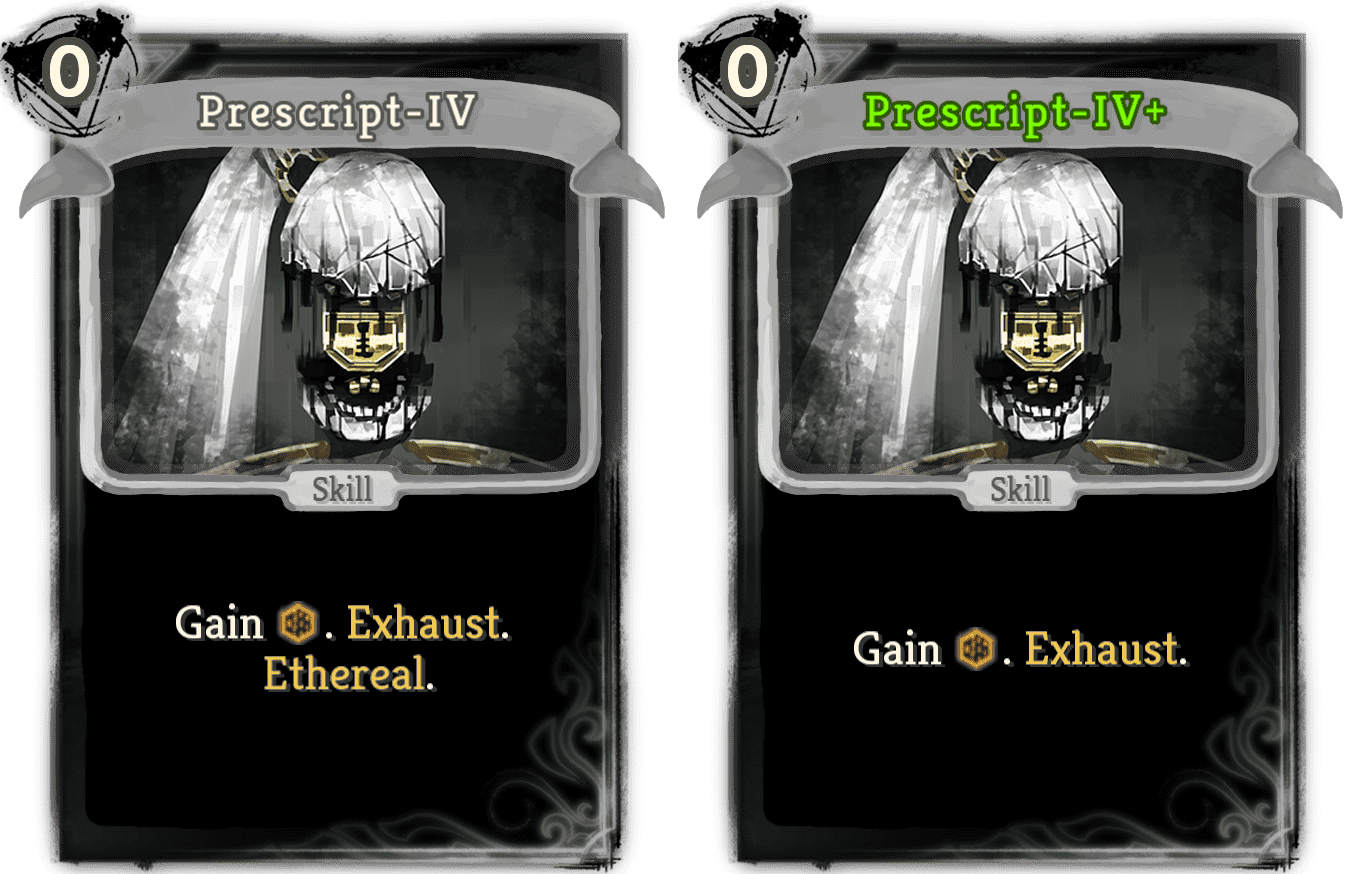 0
Prescript-IV
Skill
Gain . Exhaust.
Ethereal.
0
Prescript-IV+
Skill
Gain . Exhaust.